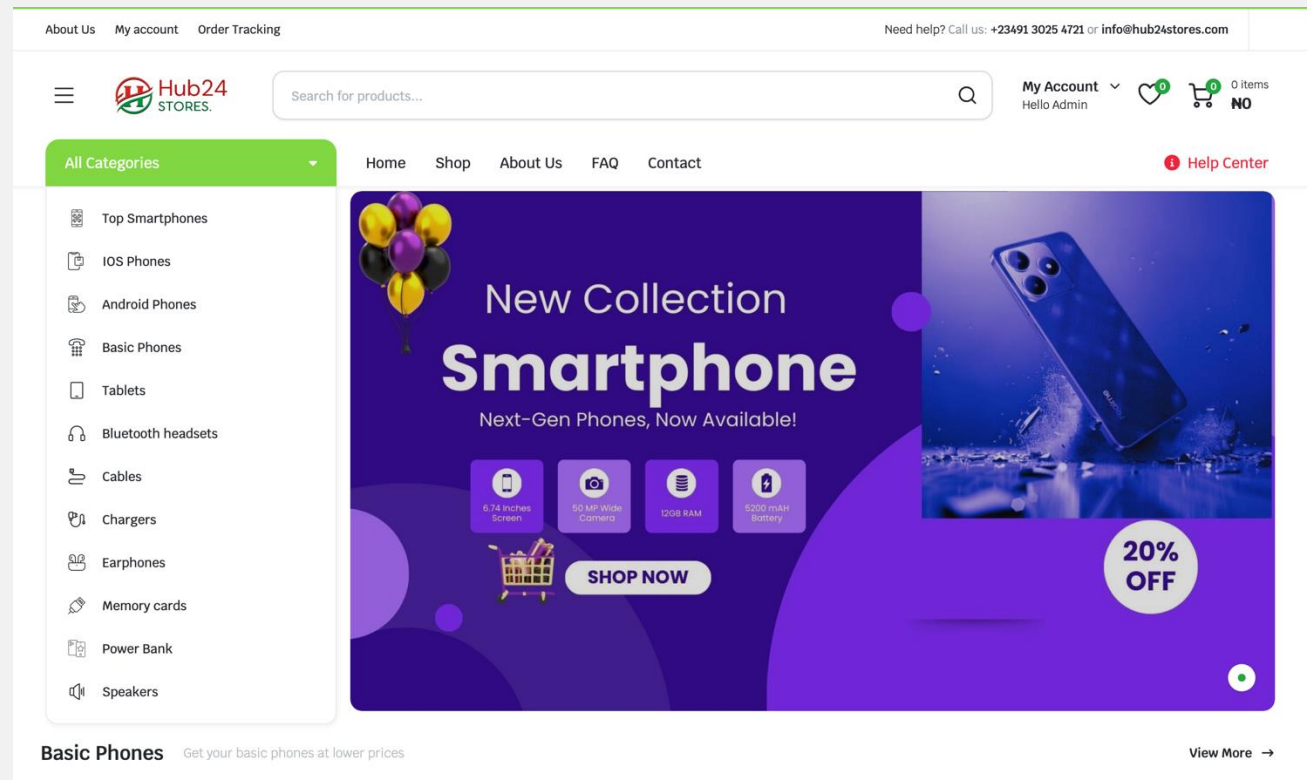 About Us My account Order Tracking
Need help? Call us: +23491 3025 4721 or info@hub24stores.com
Hub24
STORES.
Search for products...
My Account
Hello Admin
0
0
0 items
₦0
All Categories
Home Shop About Us FAQ Contact
Help Center
Top Smartphones
IOS Phones
Android Phones
Basic Phones
Tablets
Bluetooth headsets
Cables
Chargers
Earphones
Memory cards
Power Bank
Speakers
New Collection
Smartphone
Next-Gen Phones, Now Available!
6.74 Inches
Screen
50 MP Wide
Camera
12GB RAM
5200 mAH
Battery
SHOP NOW
realme
20%
OFF
Basic Phones Get your basic phones at lower prices
View More →